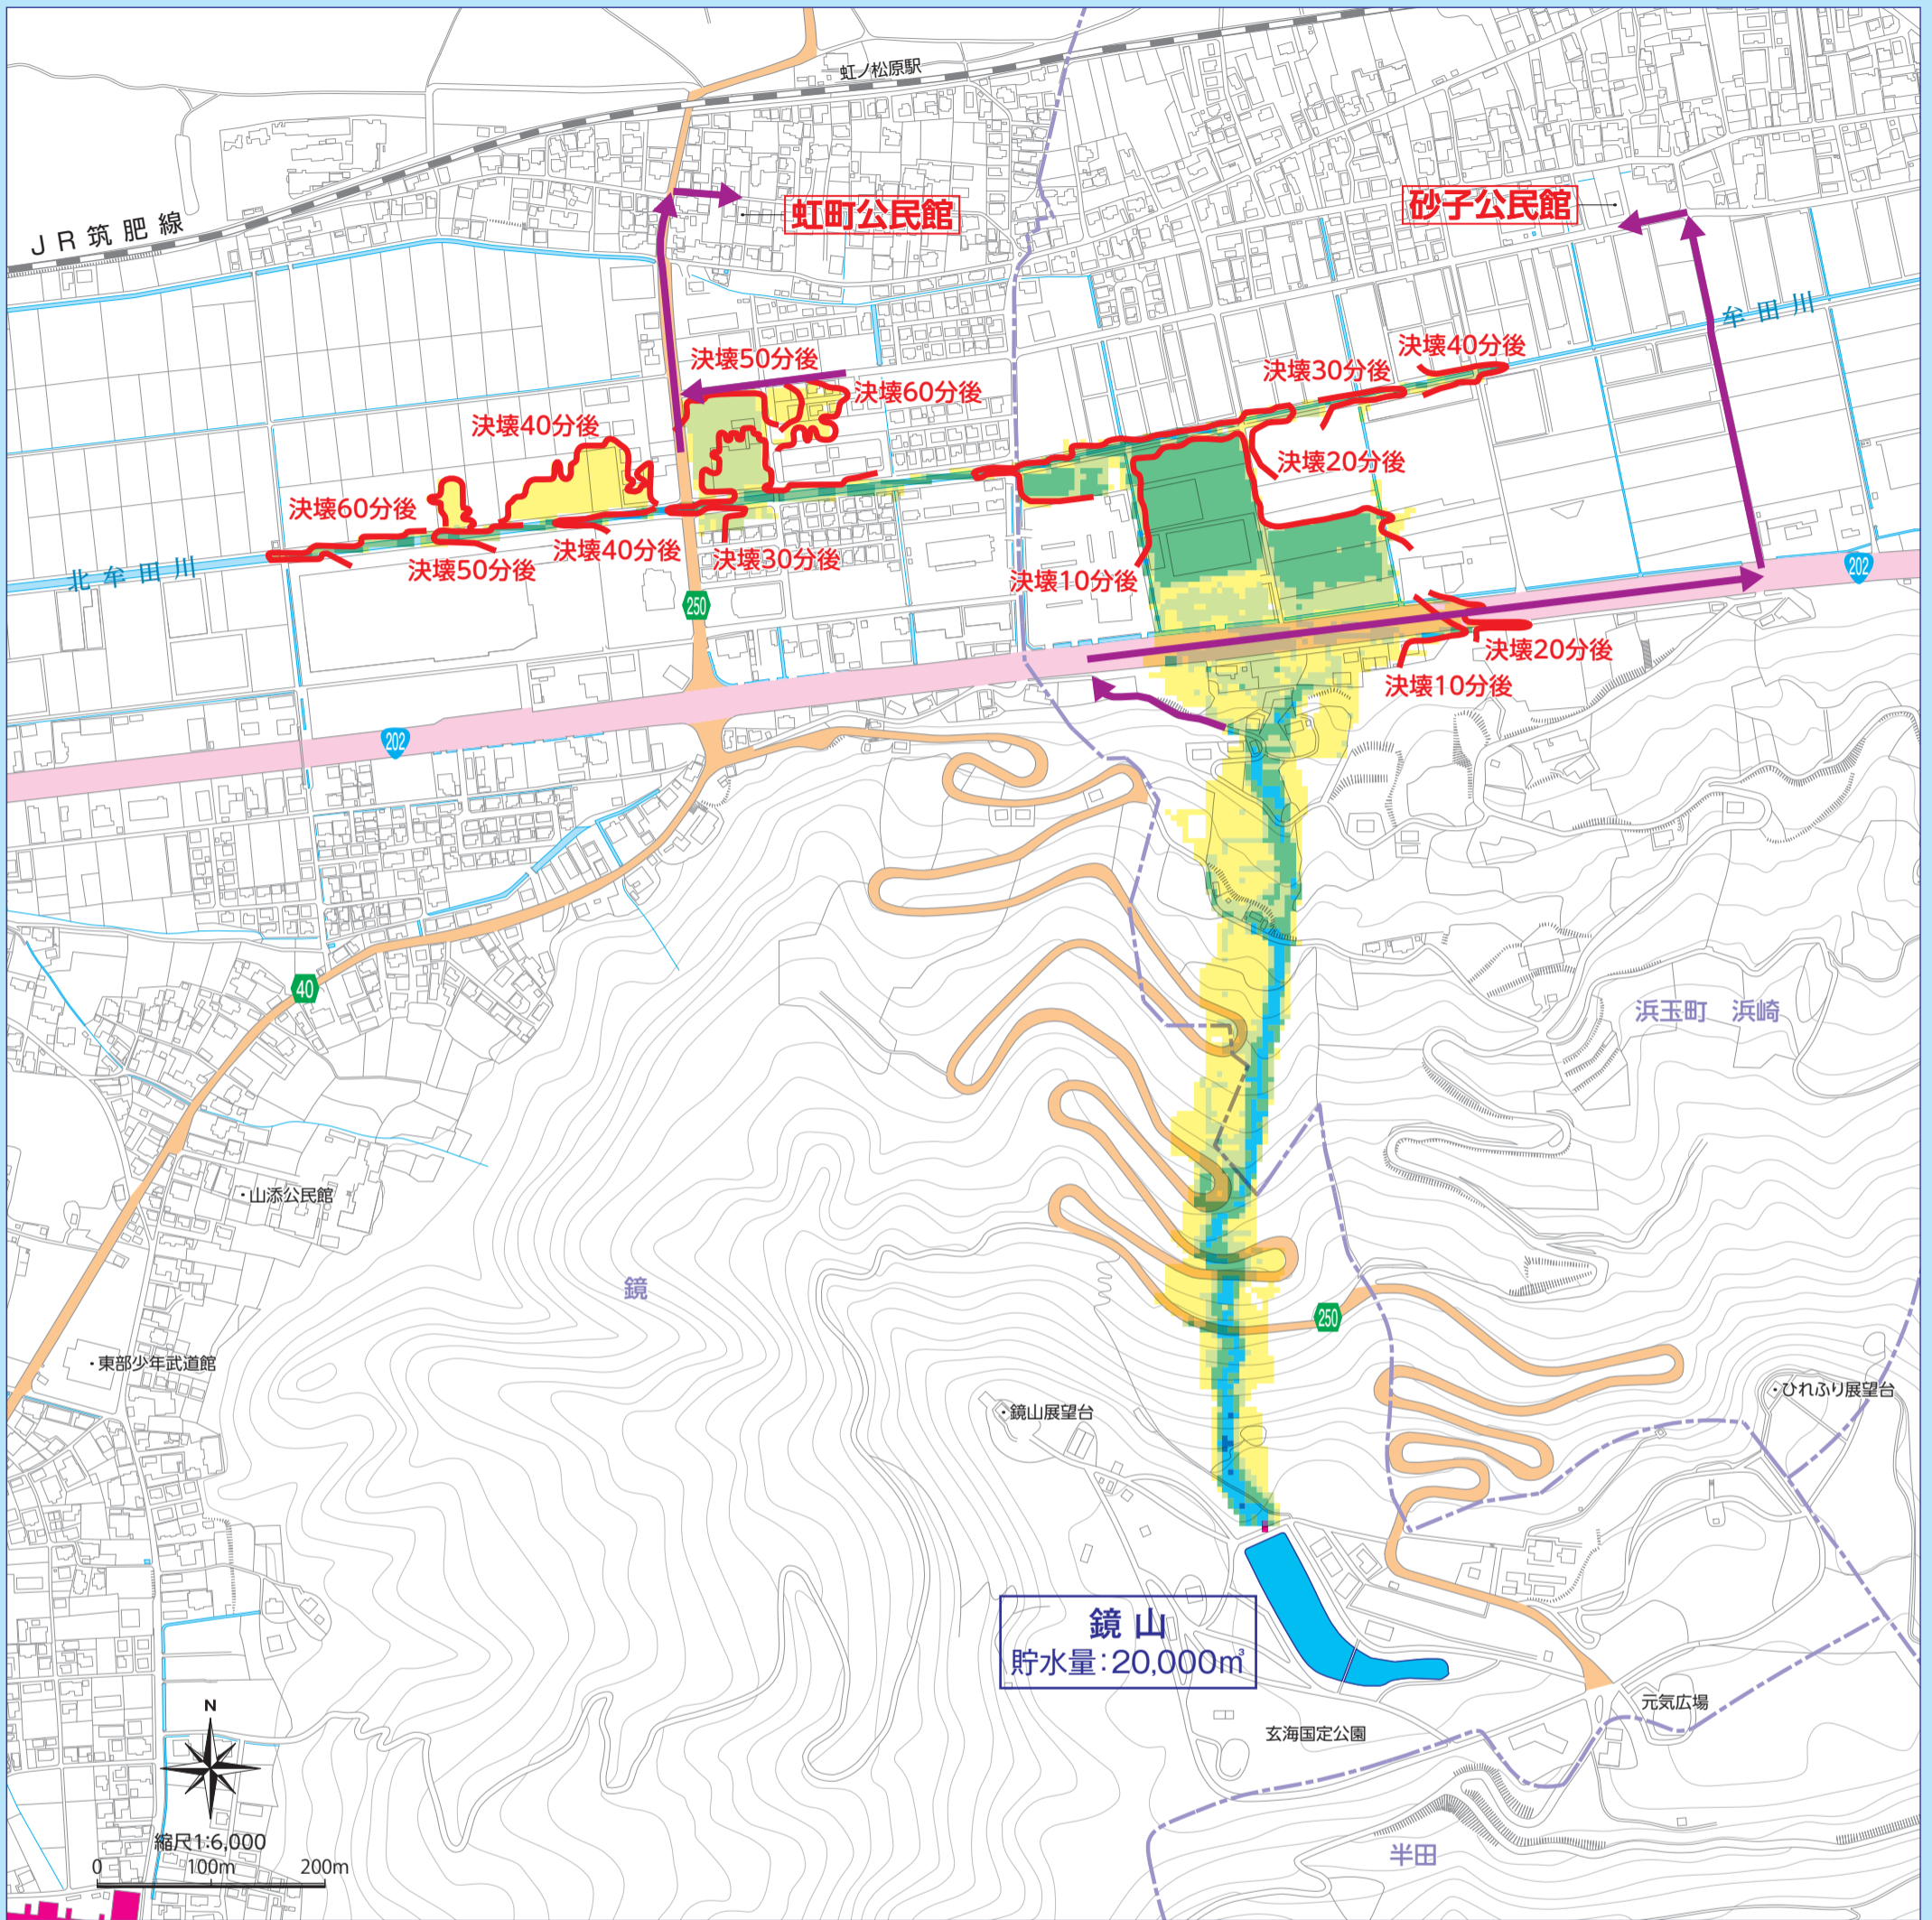 虹ノ松原駅
JR筑肥線
虹町公民館
砂子公民館
牟田川
決壊50分後
決壊60分後
決壊30分後
決壊40分後
決壊40分後
決壊20分後
決壊60分後
決壊50分後
決壊40分後
決壊30分後
決壊10分後
北牟田川
250
202
決壊20分後
決壊10分後
202
40
浜玉町 浜崎
・山添公民館
鏡
250
・東部少年武道館
・鏡山展望台
・ひれふり展望台
鏡山
貯水量:20,000㎥
元気広場
玄海国定公園
N
縮尺1:6,000
0 100m 200m
半田